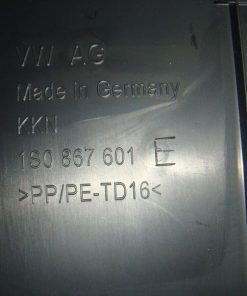 VW AG
Made in Germany
KKN
1S0 867 601 E
>PP/PE-TD16<